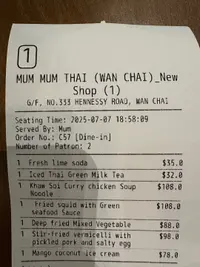 1
MUM MUM THAI (WAN CHAI)_New
Shop (1)
G/F, NO.333 HENNESSY ROAD, WAN CHAI
Seating Time: 2025-07-07 18:58:09
Served By: Mum
Order No.: C57 [Dine-in]
Number of Patron: 2
1 Fresh lime soda $35.0
1 Iced Thai Green Milk Tea $32.0
1 Khaw Soi Curry chicken Soup $108.0
Noodle
1 Fried squid with Green $108.0
seafood Sauce
1 Deep fried Mixed Vegetable $88.0
1 Stir-fried vermicelli with $98.0
pickled pork and salty egg
1 Mango coconut ice cream $78.0